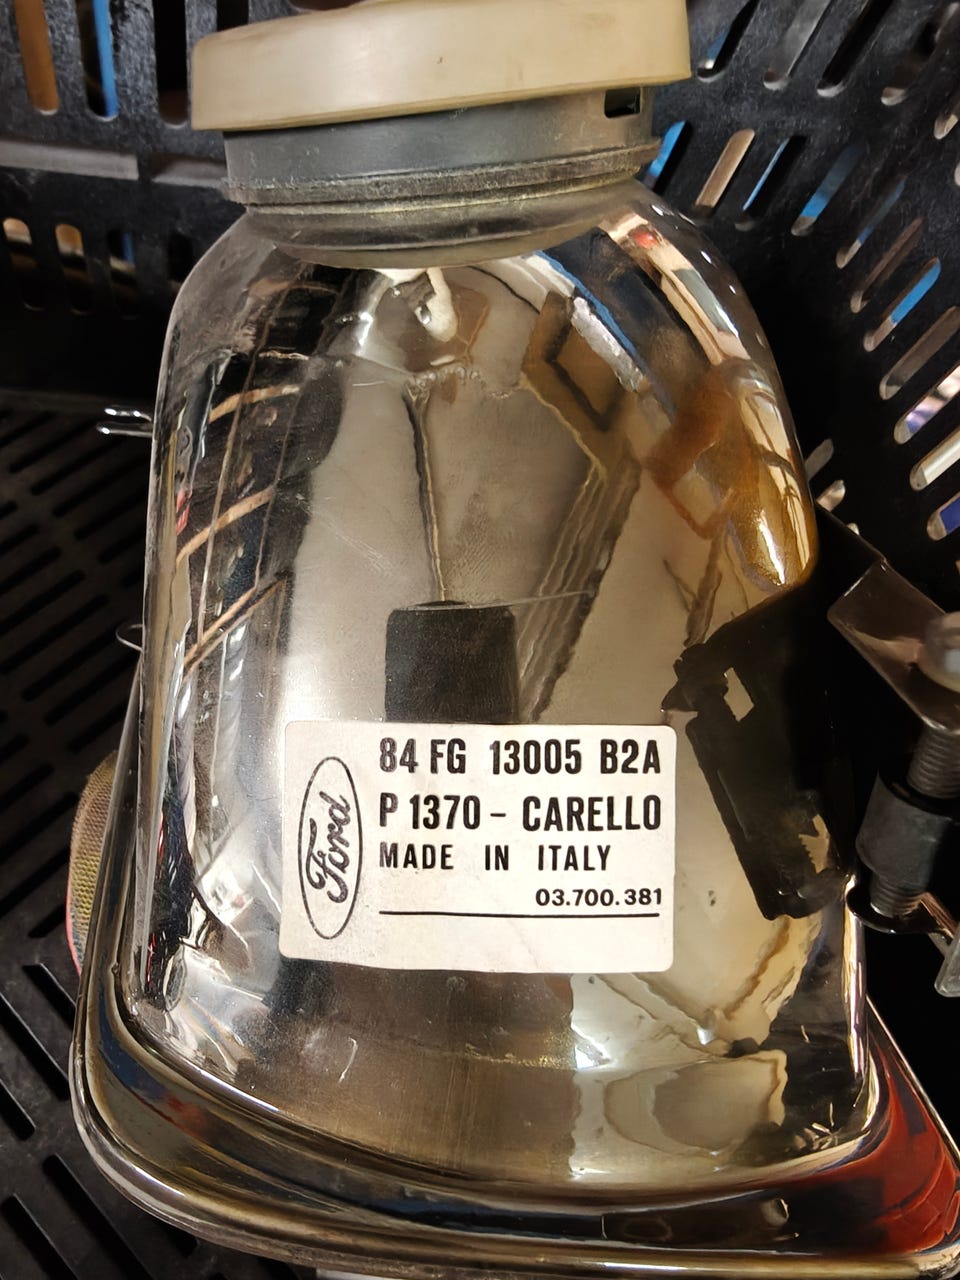 Ford
84 FG 13005 B2A
P 1370 - CARELLO
MADE IN ITALY
03.700.381